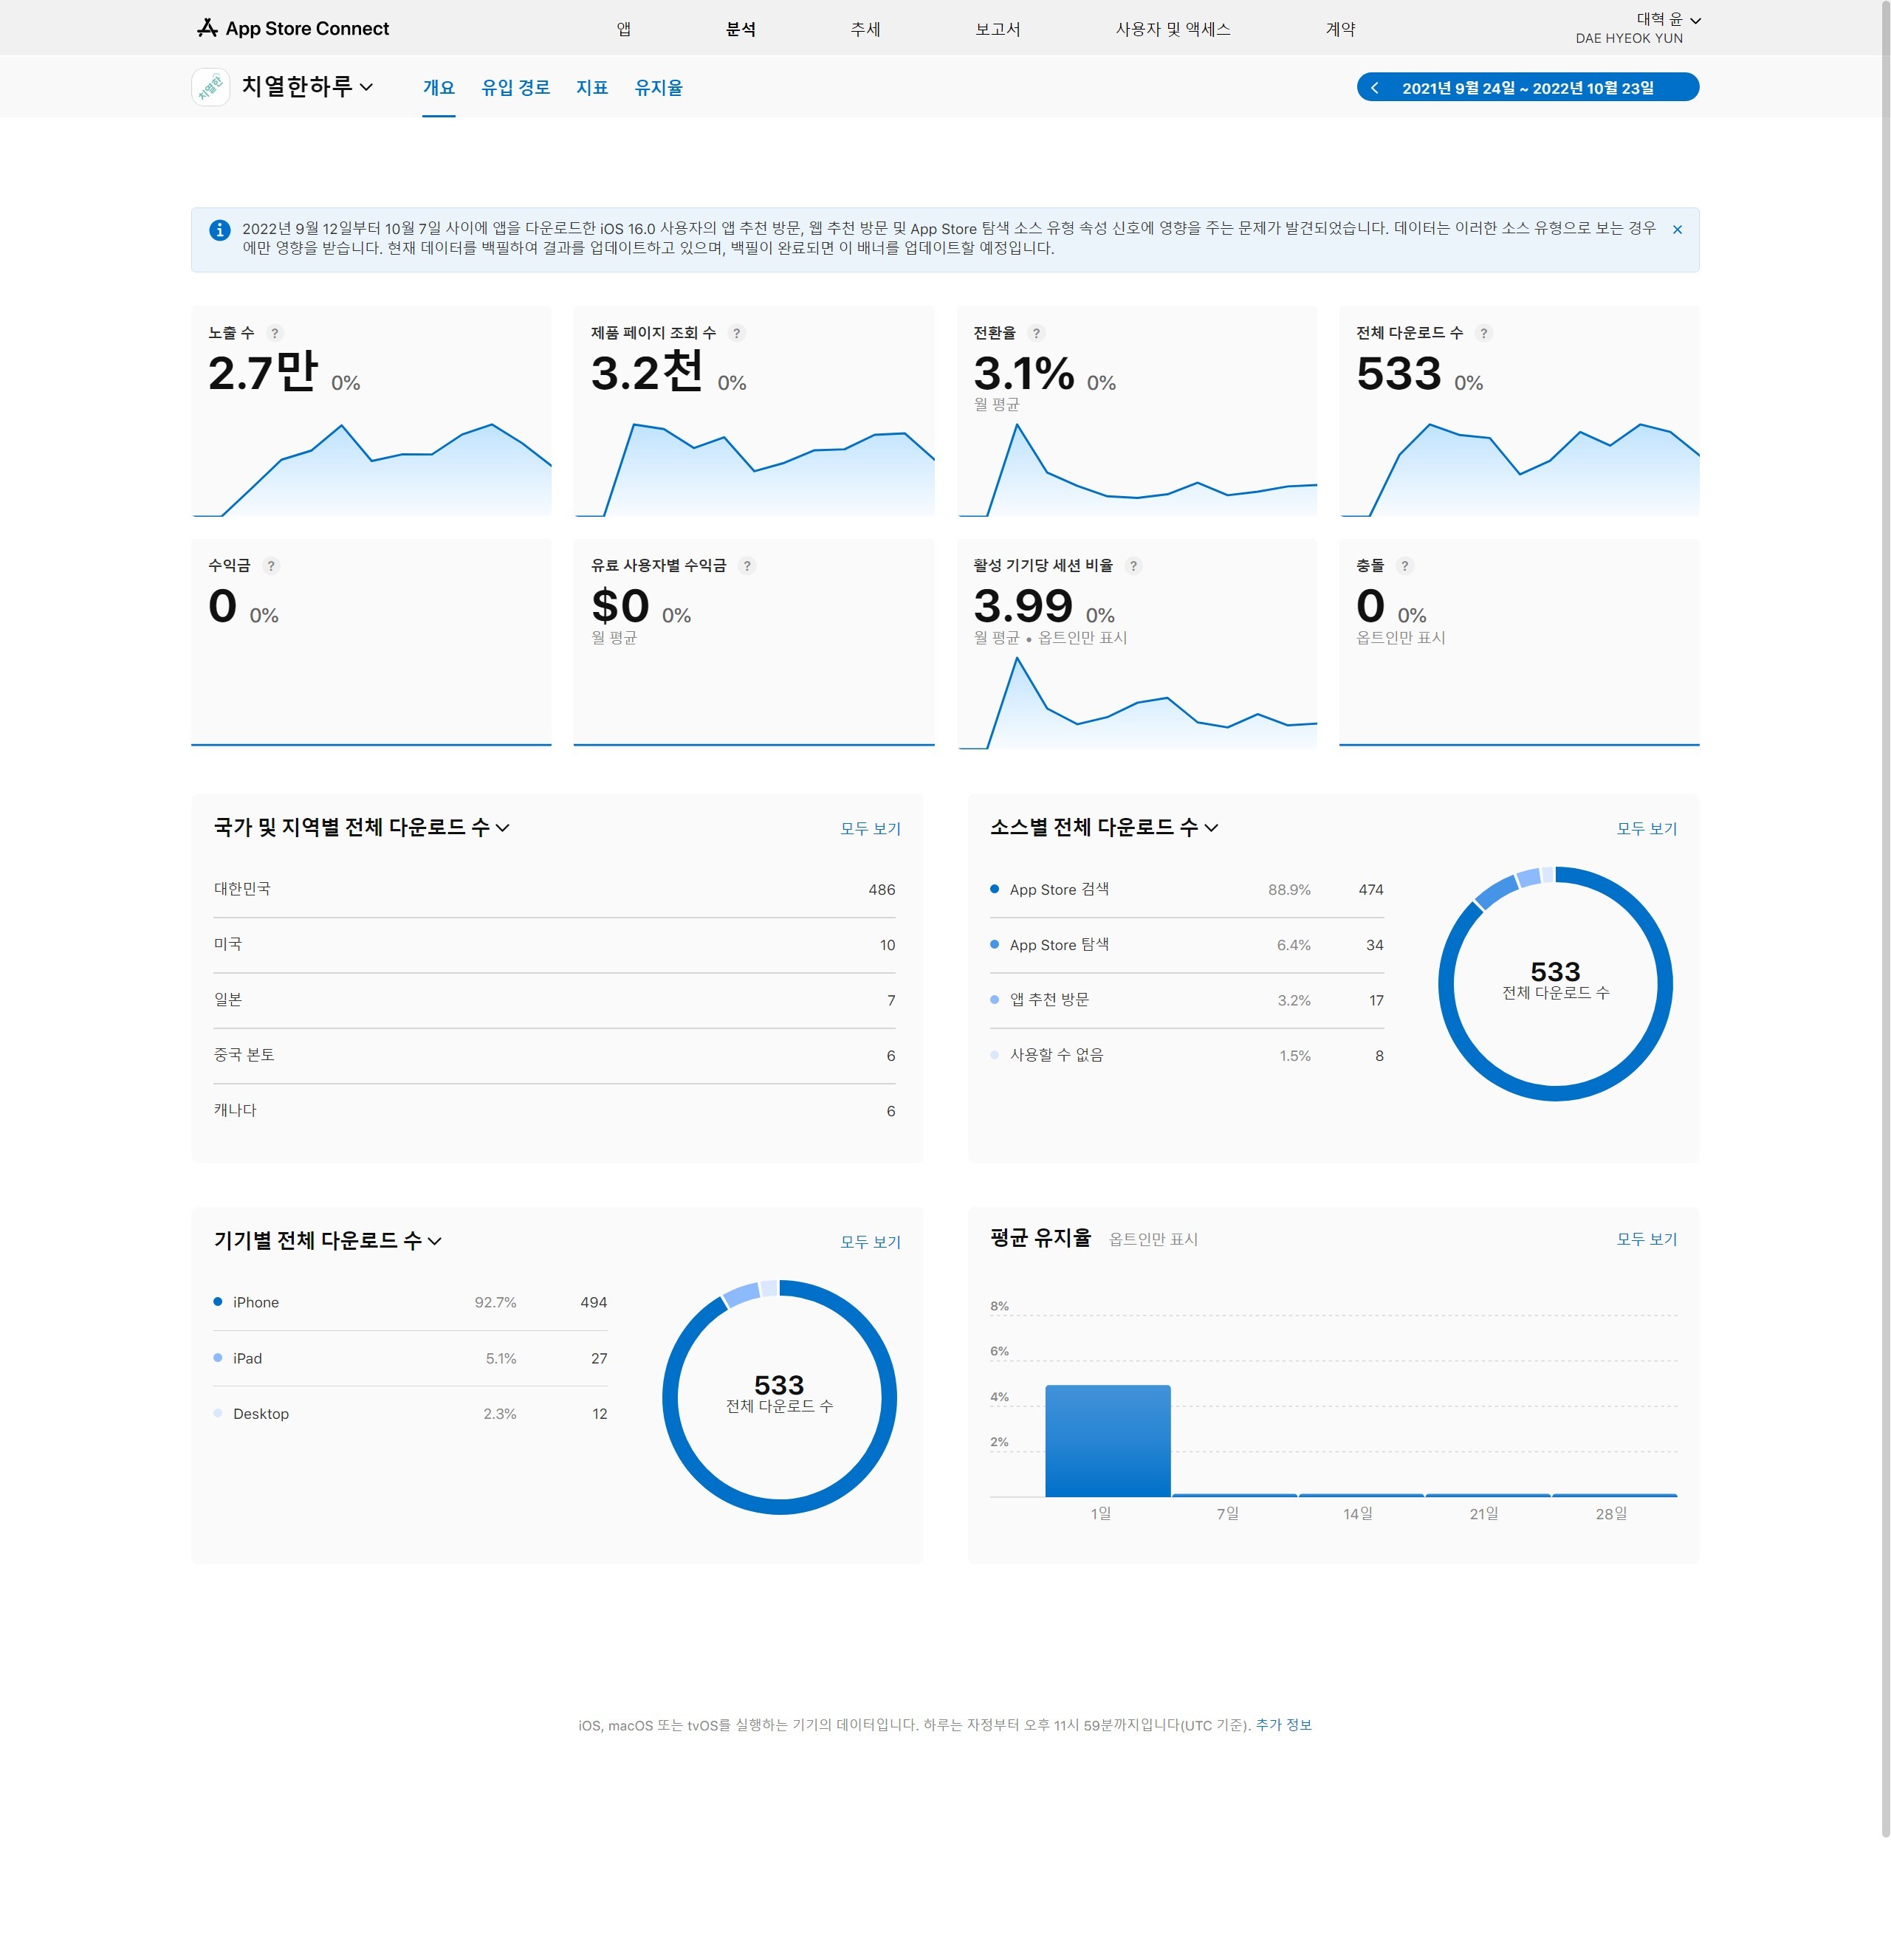 App Store Connect
앱
분석
추세
보고서
사용자 및 액세스
계약
대혁 윤
DAE HYEOK YUN
치열한
치열한하루
개요
유입 경로
지표
유지율
2021년 9월 24일 ~ 2022년 10월 23일
2022년 9월 12일부터 10월 7일 사이에 앱을 다운로드한 iOS 16.0 사용자의 앱 추천 방문, 웹 추천 방문 및 App Store 탐색 소스 유형 속성 신호에 영향을 주는 문제가 발견되었습니다. 데이터는 이러한 소스 유형으로 보는 경우
에만 영향을 받습니다. 현재 데이터를 백필하여 결과를 업데이트하고 있으며, 백필이 완료되면 이 배너를 업데이트할 예정입니다.
노출 수 ?
2.7만 0%
제품 페이지 조회 수 ?
3.2천 0%
전환율 ?
3.1% 0%
월 평균
전체 다운로드 수 ?
533 0%
수익금 ?
0 0%
유료 사용자별 수익금 ?
$0 0%
월 평균
활성 기기당 세션 비율 ?
3.99 0%
월 평균 • 옵트인만 표시
충돌 ?
0 0%
옵트인만 표시
국가 및 지역별 전체 다운로드 수
모두 보기
대한민국 486
미국 10
일본 7
중국 본토 6
캐나다 6
소스별 전체 다운로드 수
모두 보기
App Store 검색 88.9% 474
App Store 탐색 6.4% 34
앱 추천 방문 3.2% 17
사용할 수 없음 1.5% 8
533
전체 다운로드 수
기기별 전체 다운로드 수
모두 보기
iPhone 92.7% 494
iPad 5.1% 27
Desktop 2.3% 12
533
전체 다운로드 수
평균 유지율 옵트인만 표시
모두 보기
8%
6%
4%
2%
1일 7일 14일 21일 28일
iOS, macOS 또는 tvOS를 실행하는 기기의 데이터입니다. 하루는 자정부터 오후 11시 59분까지입니다(UTC 기준). 추가 정보